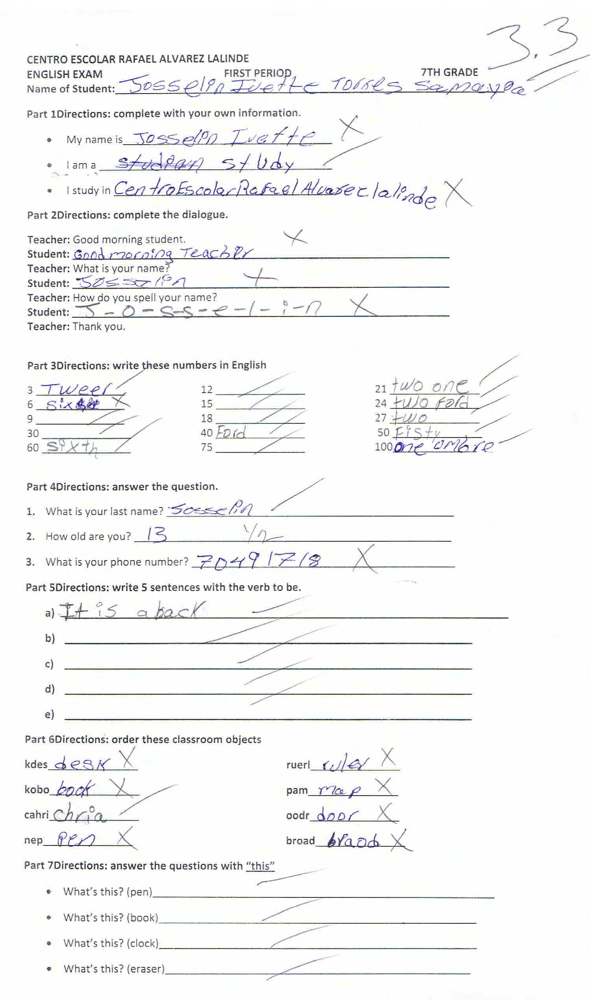 3.3
CENTRO ESCOLAR RAFAEL ALVAREZ LALINDE
ENGLISH EXAM FIRST PERIOD 7TH GRADE
Name of Student: Josselin Ivette Torres Samayoa
Part 1Directions: complete with your own information.
• My name is Josselin Ivette X
• I am a studian study
• I study in Centro Escolar Rafael Alvarez lalinde X
Part 2Directions: complete the dialogue.
Teacher: Good morning student. X
Student: Good morning Teacher
Teacher: What is your name?
Student: Josselin X
Teacher: How do you spell your name?
Student: J-o-s-s-e-l-i-n X
Teacher: Thank you.
Part 3Directions: write these numbers in English
3 Tweer 12 21 two one
6 six X 15 24 two Ford
9 18 27 two
30 40 Ford 50 Fisty
60 sixth 75 100 one ombre
Part 4Directions: answer the question.
1. What is your last name? Josselin
2. How old are you? 13 1/2
3. What is your phone number? 70491718 X
Part 5Directions: write 5 sentences with the verb to be.
a) It is a back
b)
c)
d)
e)
Part 6Directions: order these classroom objects
kdes desk X ruerl ruler X
kobo book X pam map X
cahri chria oodr door X
nep Pen X broad braod X
Part 7Directions: answer the questions with "this"
• What's this? (pen)
• What's this? (book)
• What's this? (clock)
• What's this? (eraser)